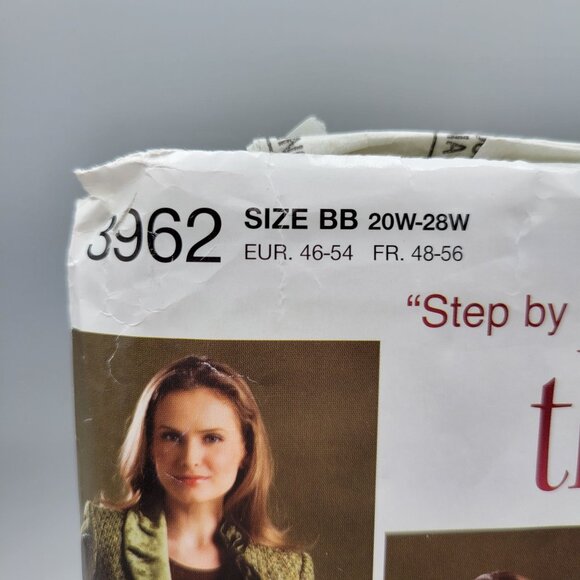 3962 SIZE BB 20W-28W
EUR. 46-54 FR. 48-56
"Step by